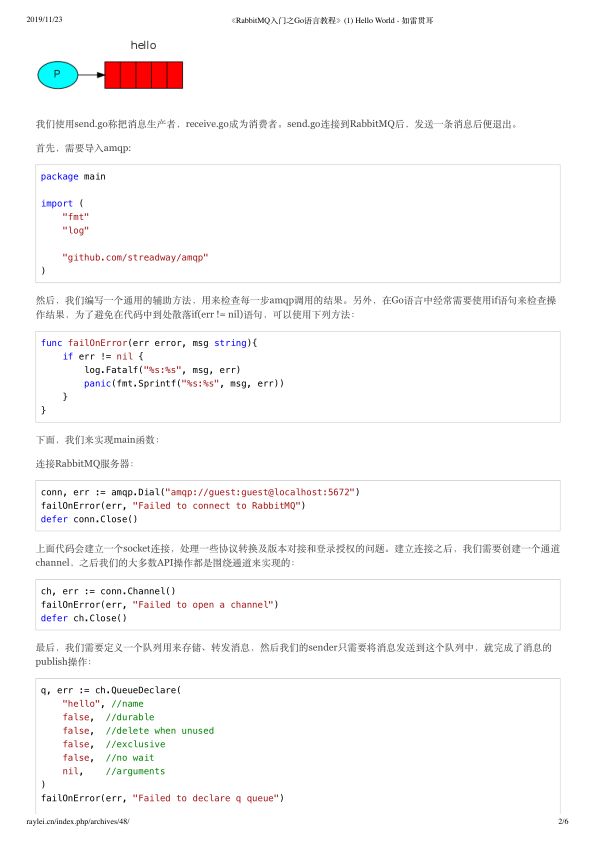 2019/11/23 《RabbitMQ入门之Go语言教程》(1) Hello World - 如雷贯耳
hello
P
我们使用send.go称把消息生产者，receive.go成为消费者。send.go连接到RabbitMQ后，发送一条消息后便退出。
首先，需要导入amqp:
package main
import (
"fmt"
"log"
"github.com/streadway/amqp"
)
然后，我们编写一个通用的辅助方法，用来检查每一步amqp调用的结果。另外，在Go语言中经常需要使用if语句来检查操
作结果，为了避免在代码中到处散落if(err != nil)语句，可以使用下列方法：
func failOnError(err error, msg string){
if err != nil {
log.Fatalf("%s:%s", msg, err)
panic(fmt.Sprintf("%s:%s", msg, err))
}
}
下面，我们来实现main函数：
连接RabbitMQ服务器：
conn, err := amqp.Dial("amqp://guest:guest@localhost:5672")
failOnError(err, "Failed to connect to RabbitMQ")
defer conn.Close()
上面代码会建立一个socket连接，处理一些协议转换及版本对接和登录授权的问题。建立连接之后，我们需要创建一个通道
channel，之后我们的大多数API操作都是围绕通道来实现的：
ch, err := conn.Channel()
failOnError(err, "Failed to open a channel")
defer ch.Close()
最后，我们需要定义一个队列用来存储、转发消息，然后我们的sender只需要将消息发送到这个队列中，就完成了消息的
publish操作：
q, err := ch.QueueDeclare(
"hello", //name
false, //durable
false, //delete when unused
false, //exclusive
false, //no wait
nil, //arguments
)
failOnError(err, "Failed to declare q queue")
raylei.cn/index.php/archives/48/ 2/6